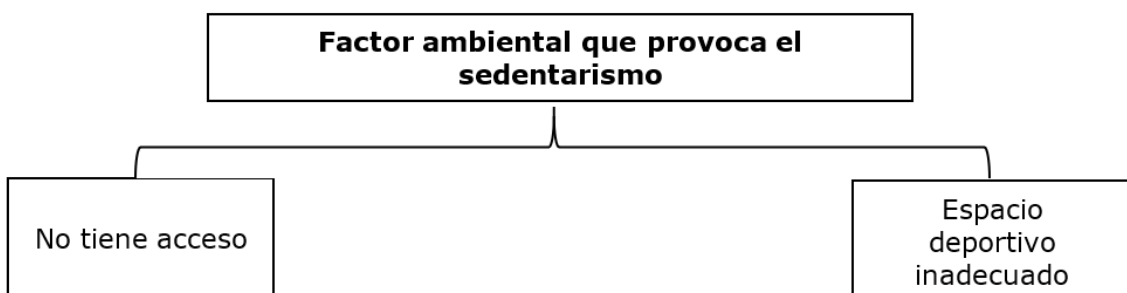 Factor ambiental que provoca el
sedentarismo
No tiene acceso
Espacio
deportivo
inadecuado